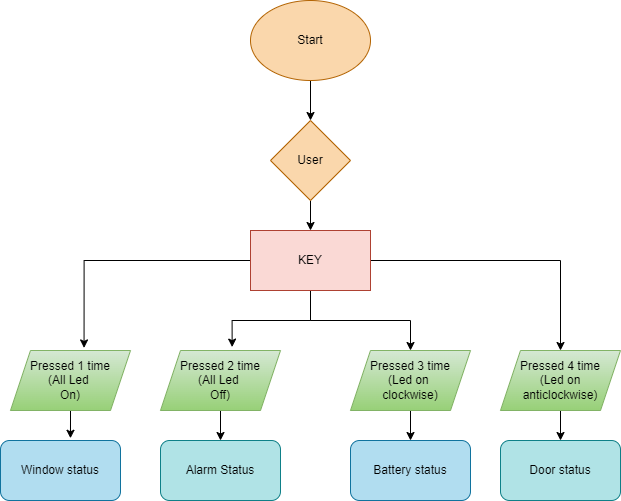 Start
User
KEY
Pressed 1 time
(All Led
On)
Pressed 2 time
(All Led
Off)
Pressed 3 time
(Led on
clockwise)
Pressed 4 time
(Led on
anticlockwise)
Window status
Alarm Status
Battery status
Door status